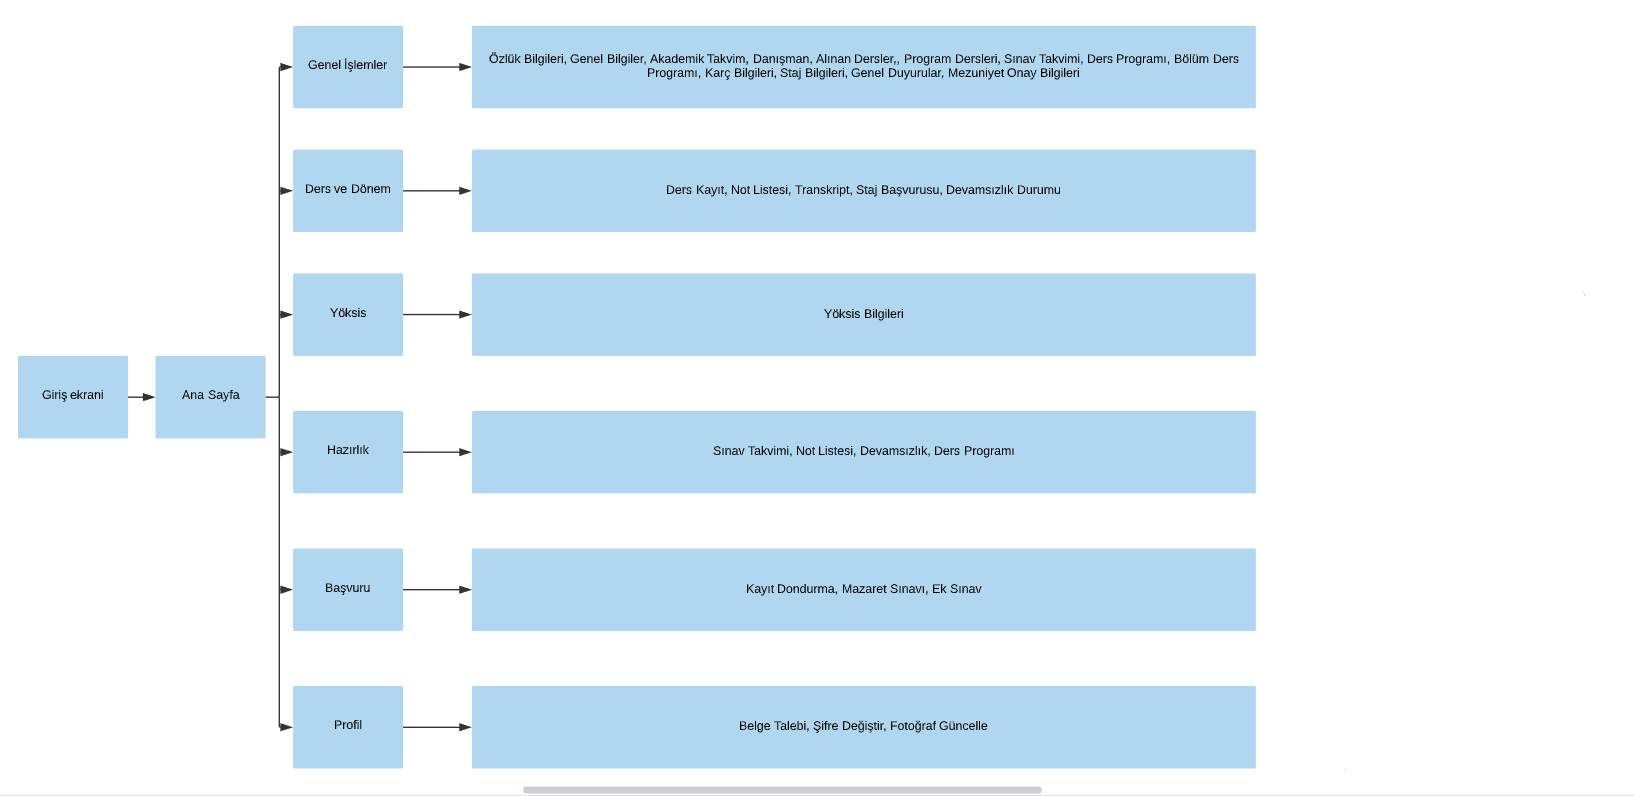 Genel İşlemler
Özlük Bilgileri, Genel Bilgiler, Akademik Takvim, Danışman, Alınan Dersler,, Program Dersleri, Sınav Takvimi, Ders Programı, Bölüm Ders
Programı, Karç Bilgileri, Staj Bilgileri, Genel Duyurular, Mezuniyet Onay Bilgileri
Ders ve Dönem
Ders Kayıt, Not Listesi, Transkript, Staj Başvurusu, Devamsızlık Durumu
Yöksis
Yöksis Bilgileri
Giriş ekrani
Ana Sayfa
Hazırlık
Sınav Takvimi, Not Listesi, Devamsızlık, Ders Programı
Başvuru
Kayıt Dondurma, Mazaret Sınavı, Ek Sınav
Profil
Belge Talebi, Şifre Değiştir, Fotoğraf Güncelle